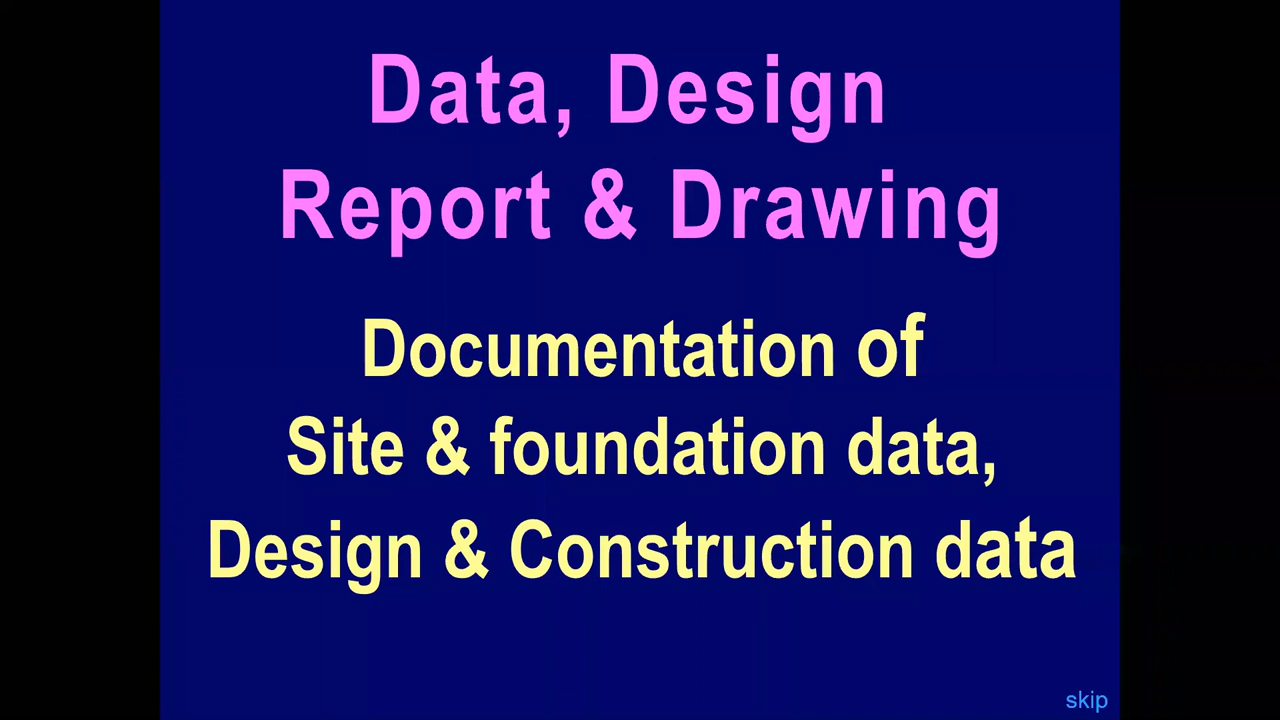 Data, Design
Report & Drawing
Documentation of
Site & foundation data,
Design & Construction data
skip